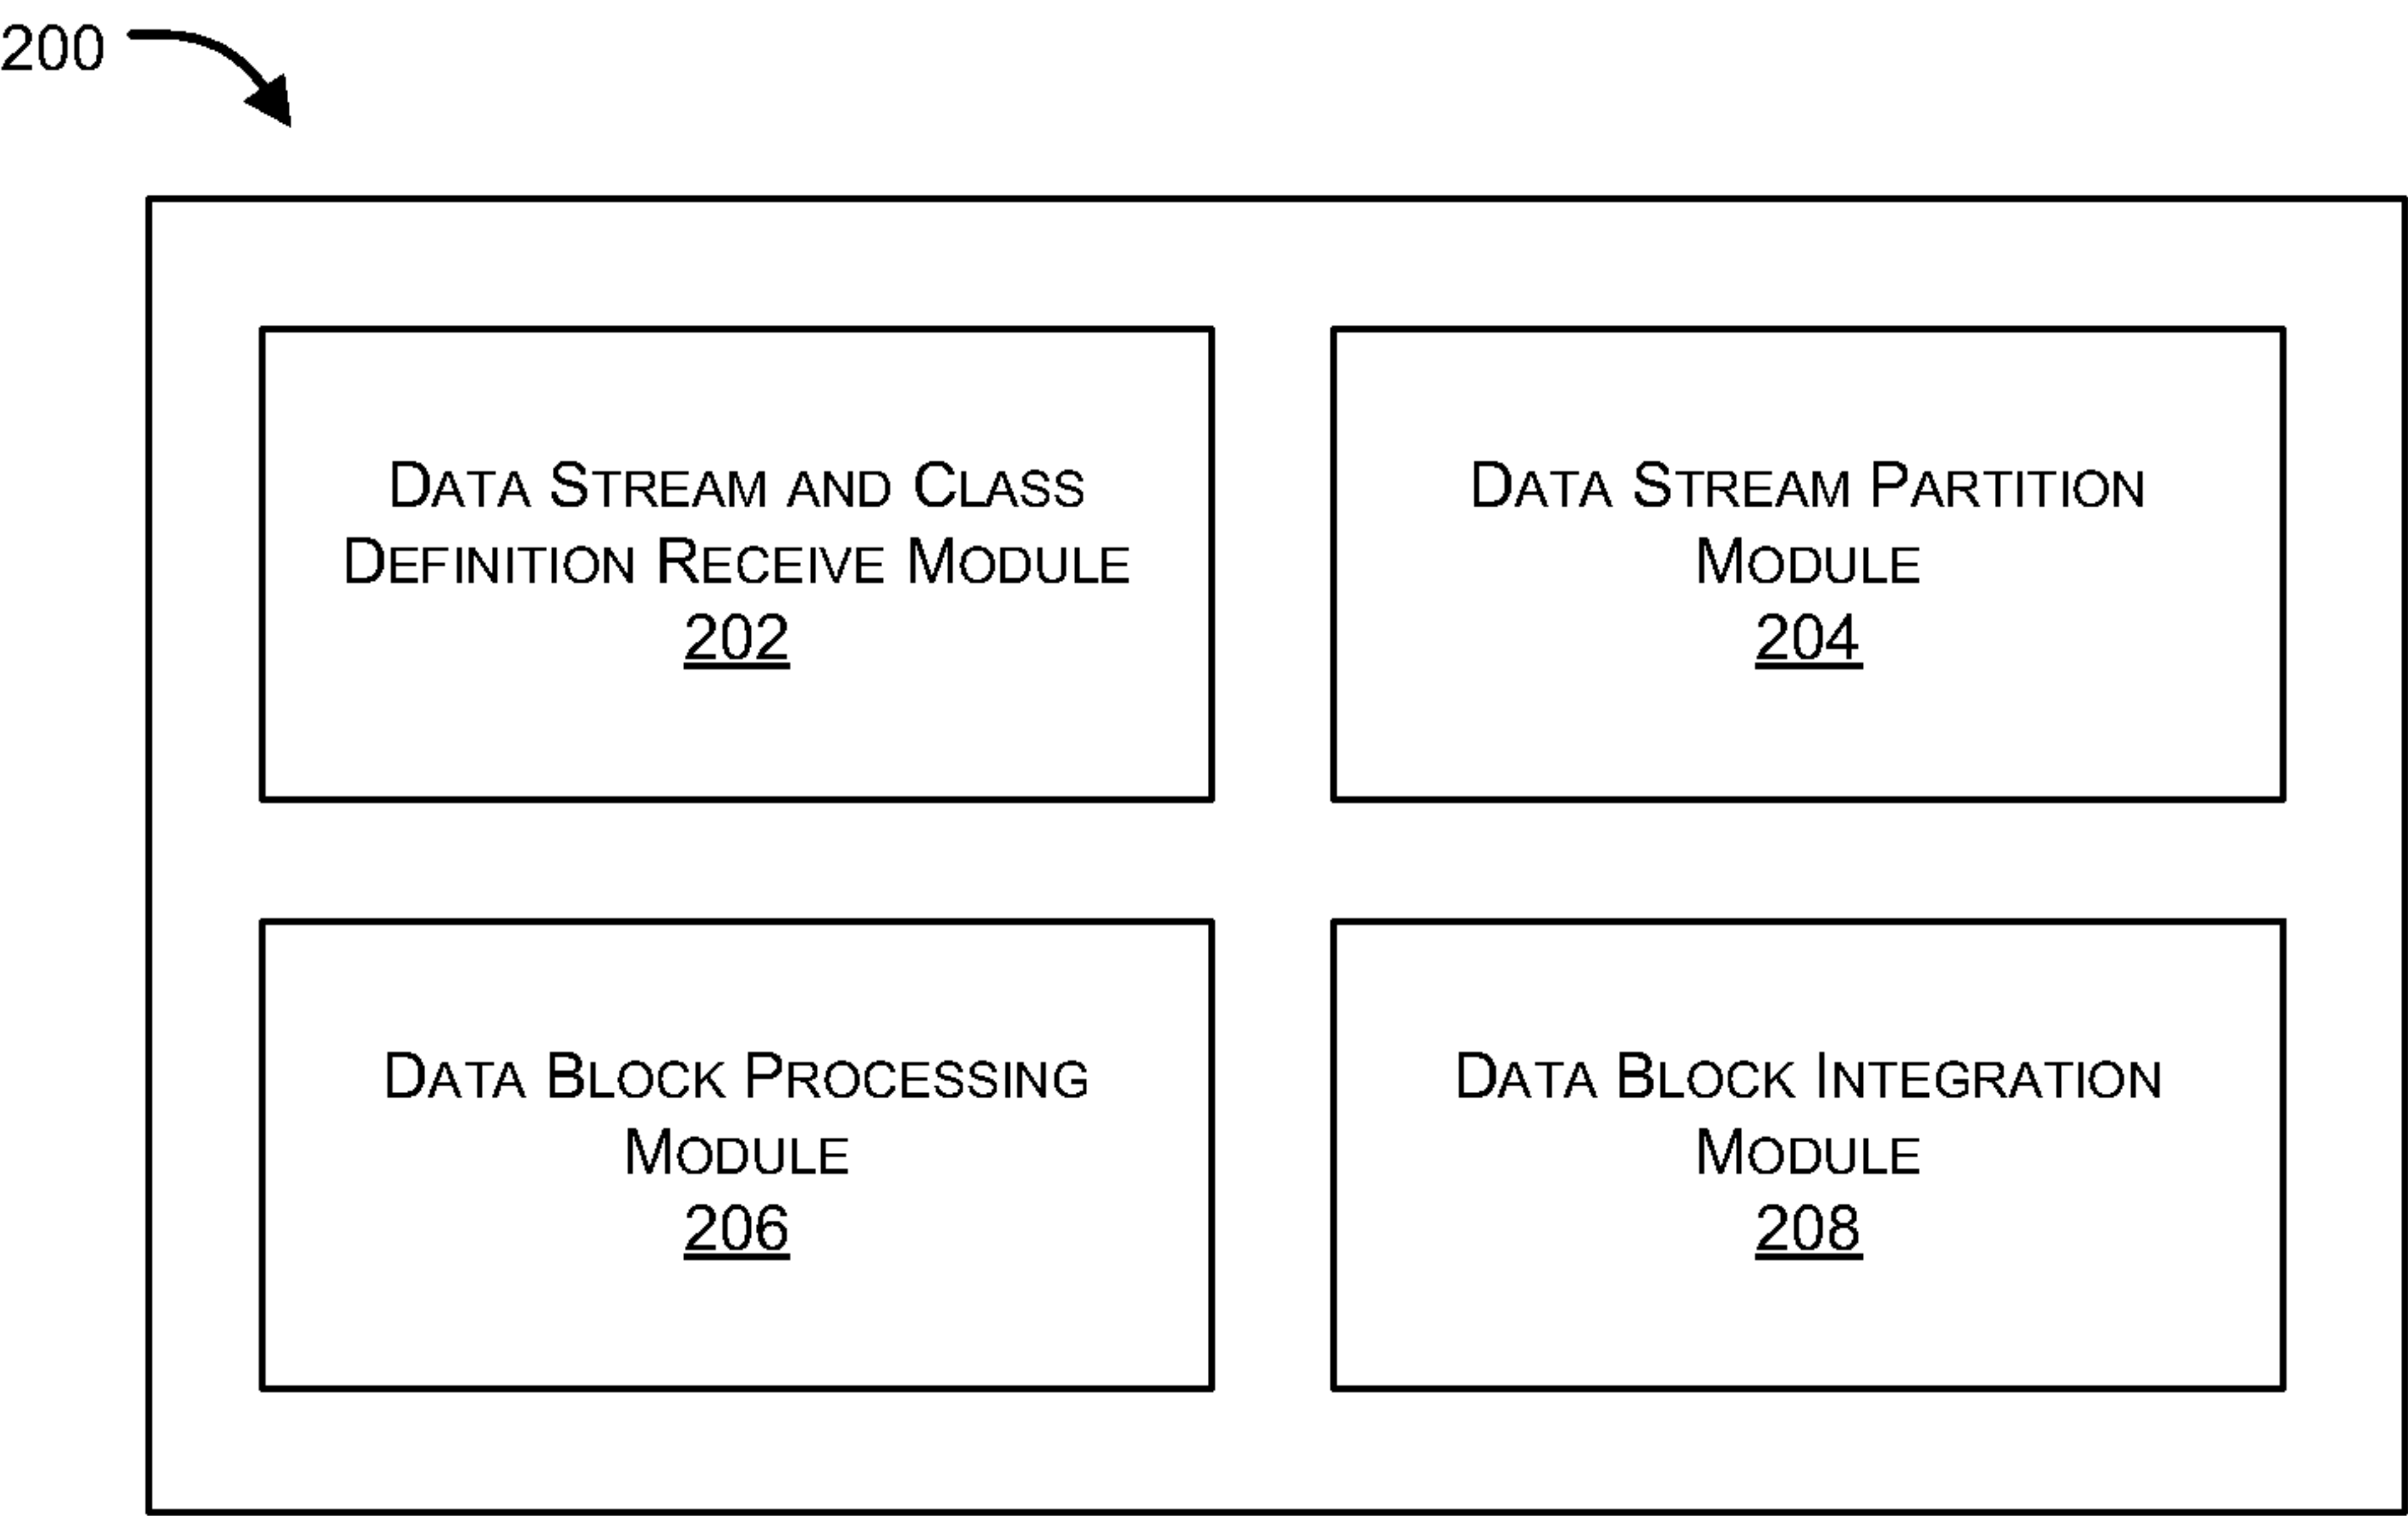 200
DATA STREAM AND CLASS
DEFINITION RECEIVE MODULE
202
DATA STREAM PARTITION
MODULE
204
DATA BLOCK PROCESSING
MODULE
206
DATA BLOCK INTEGRATION
MODULE
208